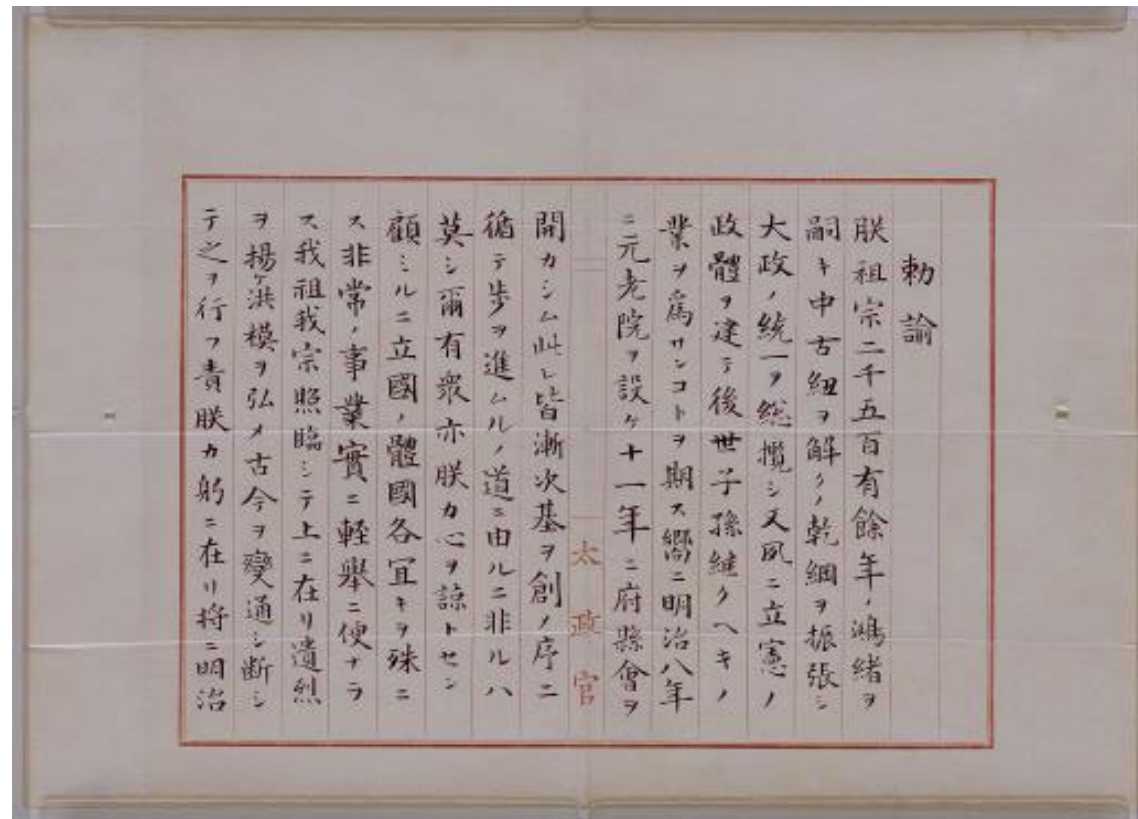 勅諭
朕祖宗二千五百有餘年ノ鴻緒ヲ
嗣キ中古紐ヲ解クノ乾綱ヲ振張シ
大政ノ統一ヲ総攬シ又夙ニ立憲ノ
政體ヲ建テ後世子孫継クヘキノ
業ヲ爲サンコトヲ期ス嚮ニ明治八年
ニ元老院ヲ設ケ十一年ニ府縣會ヲ
太政官
開カシム此レ皆漸次基ヲ創メ序ニ
循テ歩ヲ進ムルノ道ニ由ルニ非ルハ
莫シ爾有衆亦朕カ心ヲ諒トセン
顧ミルニ立國ノ體國各宜キヲ殊ニ
ス非常ノ事業實ニ輕舉ニ便ナラ
ス我祖我宗照臨シテ上ニ在リ遺烈
ヲ揚ケ洪模ヲ弘メ古今ヲ變通シ断シ
テ之ヲ行フ責朕カ躬ニ在リ将ニ明治